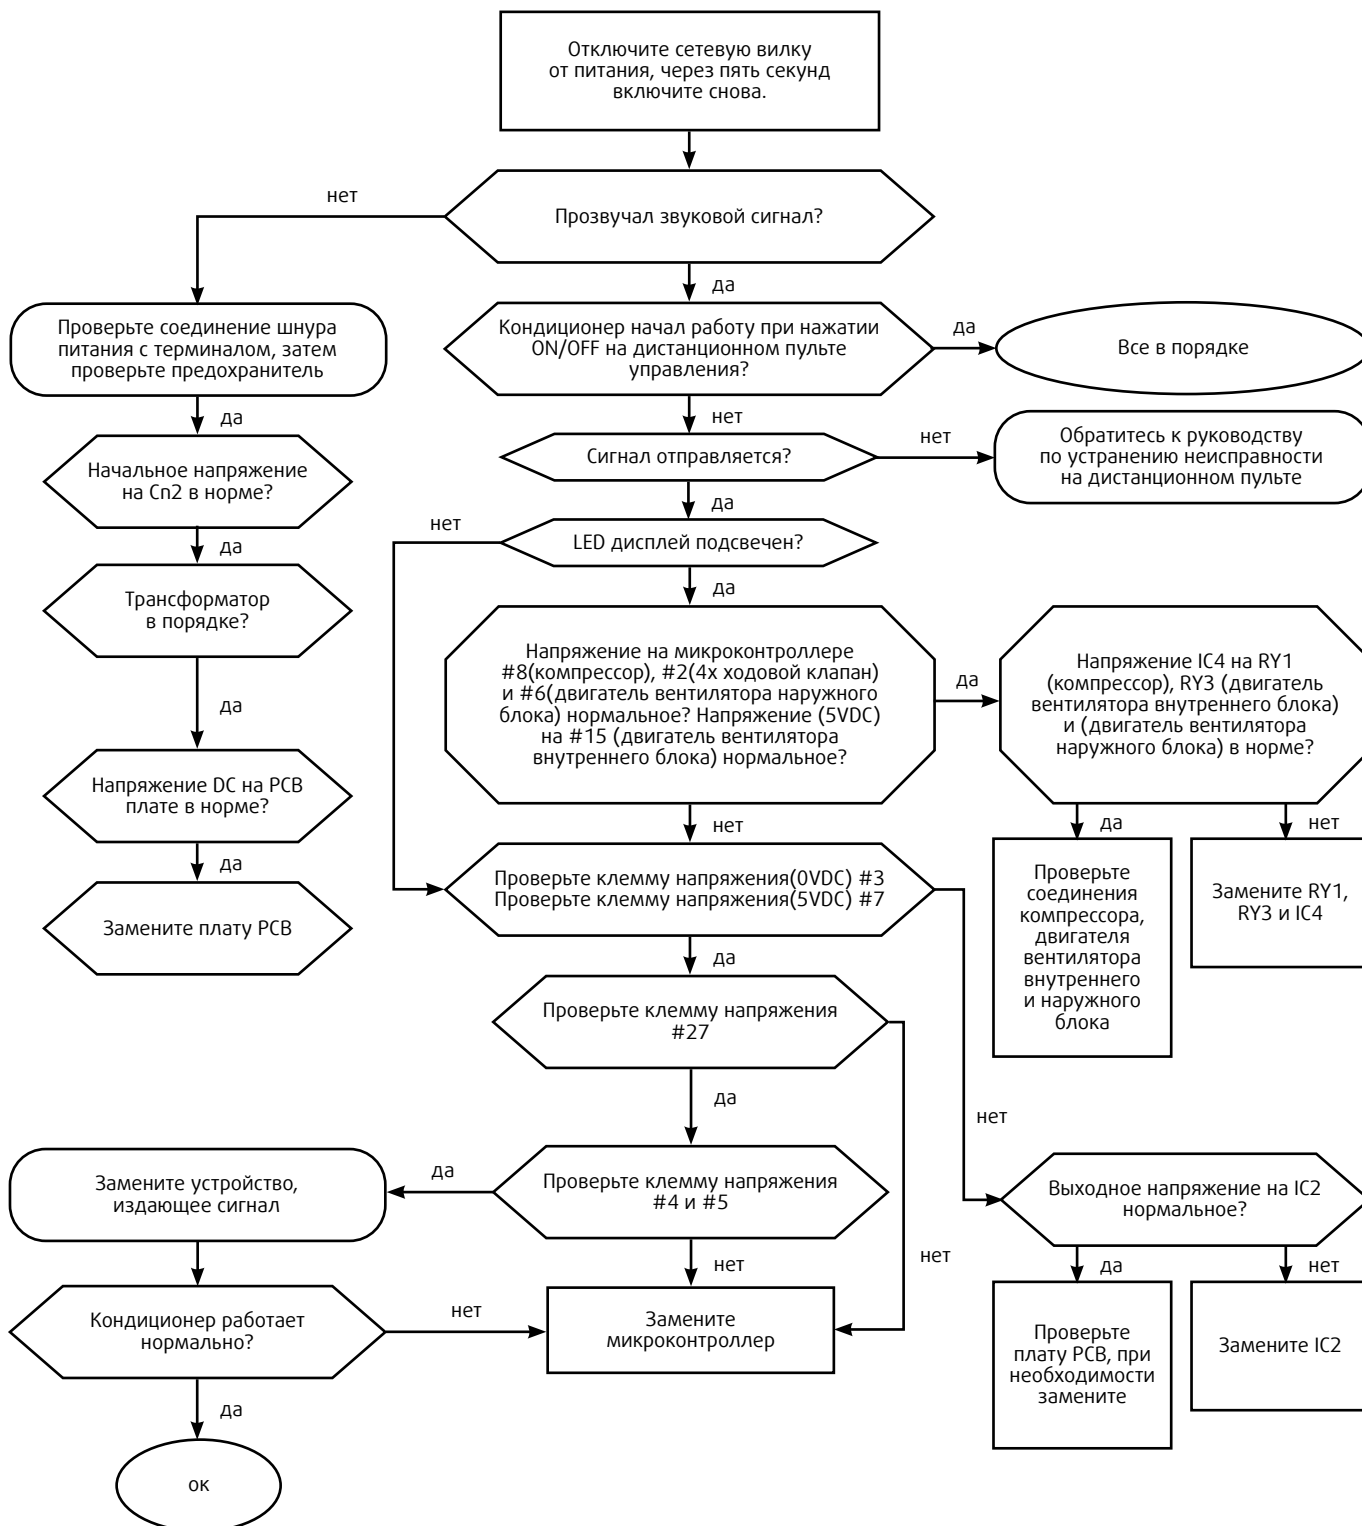 Отключите сетевую вилку
от питания, через пять секунд
включите снова.
нет
Прозвучал звуковой сигнал?
да
Проверьте соединение шнура
питания с терминалом, затем
проверьте предохранитель
Кондиционер начал работу при нажатии
ON/OFF на дистанционном пульте
управления?
да
Все в порядке
да
нет
Начальное напряжение
на Cn2 в норме?
Сигнал отправляется?
нет
Обратитесь к руководству
по устранению неисправности
на дистанционном пульте
да
да
нет
LED дисплей подсвечен?
да
Трансформатор
в порядке?
Напряжение на микроконтроллере
#8(компрессор), #2(4х ходовой клапан)
и #6(двигатель вентилятора наружного
блока) нормальное? Напряжение (5VDC)
на #15 (двигатель вентилятора
внутреннего блока) нормальное?
да
Напряжение IC4 на RY1
(компрессор), RY3 (двигатель
вентилятора внутреннего блока)
и (двигатель вентилятора
наружного блока) в норме?
да
Напряжение DC на PCB
плате в норме?
нет
да
нет
да
Проверьте клемму напряжения(0VDC) #3
Проверьте клемму напряжения(5VDC) #7
Проверьте
соединения
компрессора,
двигателя
вентилятора
внутреннего
и наружного
блока
Замените RY1,
RY3 и IC4
Замените плату PCB
да
Проверьте клемму напряжения
#27
да
нет
Замените устройство,
издающее сигнал
да
Проверьте клемму напряжения
#4 и #5
Выходное напряжение на IC2
нормальное?
нет
нет
да
нет
Кондиционер работает
нормально?
нет
Замените
микроконтроллер
Проверьте
плату PCB, при
необходимости
замените
Замените IC2
да
ок